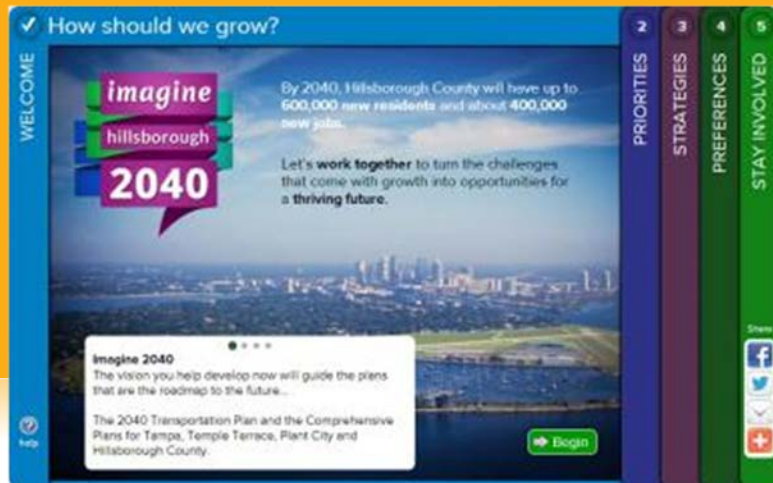 How should we grow?
WELCOME
imagine
hillsborough
2040
By 2040, Hillsborough County will have up to
600,000 new residents and about 400,000
new jobs.
Let's work together to turn the challenges
that come with growth into opportunities for
a thriving future.
Imagine 2040
The vision you help develop now will guide the plans
that are the roadmap to the future...
The 2040 Transportation Plan and the Comprehensive
Plans for Tampa, Temple Terrace, Plant City and
Hillsborough County.
Begin
help
2
PRIORITIES
3
STRATEGIES
4
PREFERENCES
5
STAY INVOLVED
Share